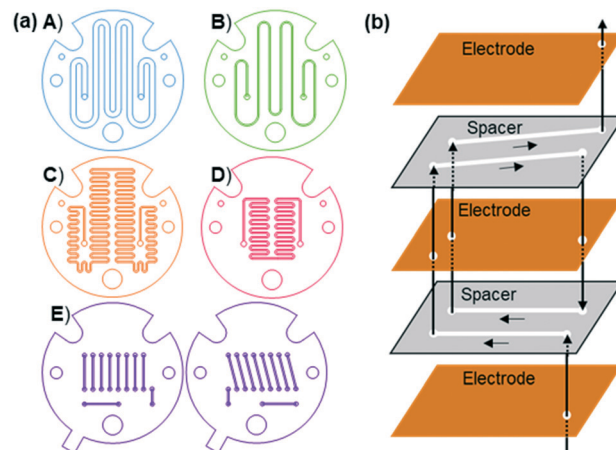 (a) A) B)
C) D)
E)
(b)
Electrode
Spacer
Electrode
Spacer
Electrode